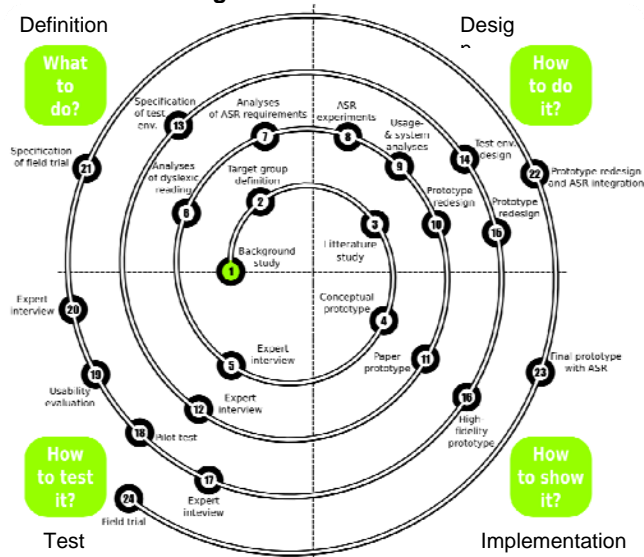 Definition
Desig
n
What
to
do?
How
to do
it?
Specification
of test
env.
13
Analyses
of ASR requirements
7
ASR
experiments
8
Usage-
& system
analyses
9
Test env.
design
14
Specification
of field trial
21
22
Prototype redesign
and ASR integration
Analyses
of dyslexic
reading
6
Target group
definition
2
3
Litterature
study
Prototype
redesign
10
Prototype
redesign
15
Background
study
1
Conceptual
prototype
4
Expert
interview
20
Expert
interview
5
Paper
prototype
11
23
Final prototype
with ASR
19
Usability
evaluation
Expert
interview
12
16
High-
fidelity
prototype
18
Pilot test
17
Expert
inteview
How
to test
it?
24
Field trial
How
to show
it?
Test
Implementation